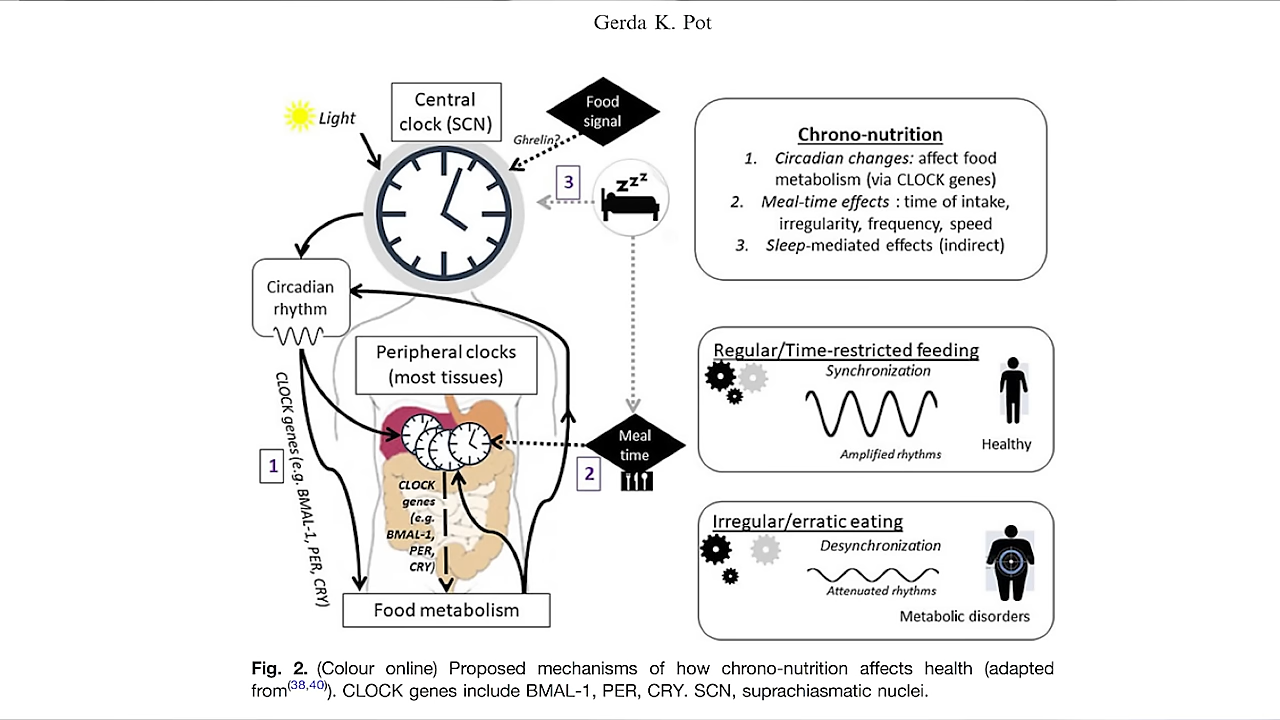 Gerda K. Pot
Light
Central
clock (SCN)
Food
signal
Ghrelin?
3
zzz
Chrono-nutrition
1. Circadian changes: affect food
metabolism (via CLOCK genes)
2. Meal-time effects : time of intake,
irregularity, frequency, speed
3. Sleep-mediated effects (indirect)
Circadian
rhythm
Peripheral clocks
(most tissues)
CLOCK genes (e.g. BMAL-1, PER, CRY)
1
Meal
time
2
CLOCK
genes
(e.g.
BMAL-1,
PER,
CRY)
Food metabolism
Regular/Time-restricted feeding
Synchronization
Amplified rhythms
Healthy
Irregular/erratic eating
Desynchronization
Attenuated rhythms
Metabolic disorders
Fig. 2. (Colour online) Proposed mechanisms of how chrono-nutrition affects health (adapted
from(38,40)). CLOCK genes include BMAL-1, PER, CRY. SCN, suprachiasmatic nuclei.